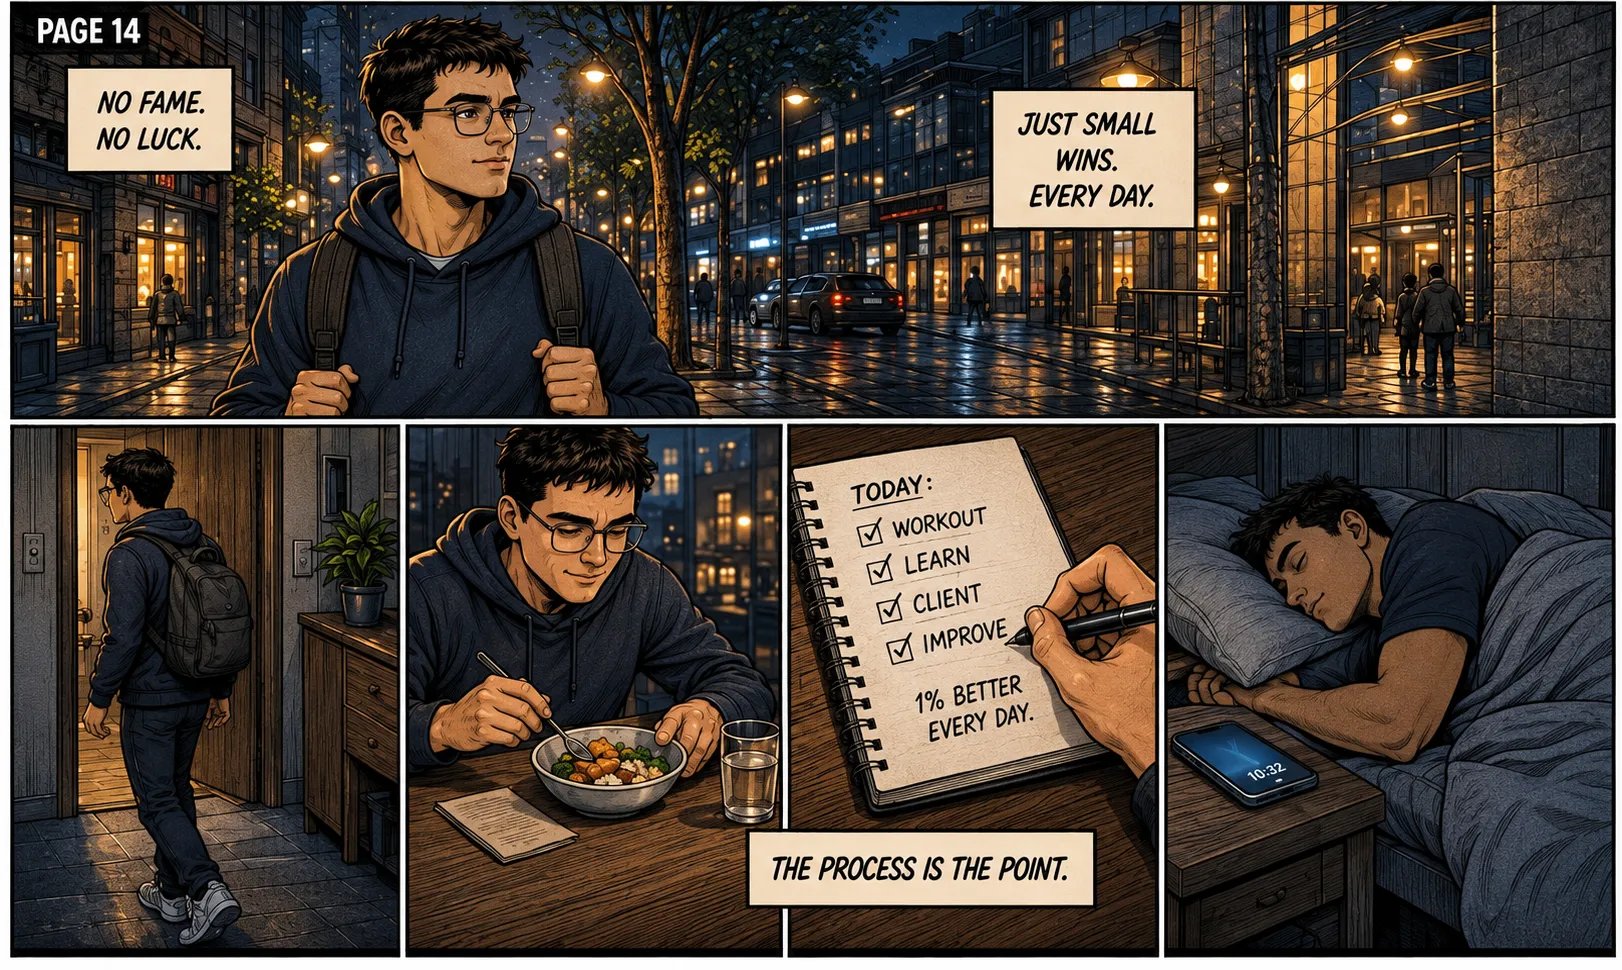 PAGE 14
NO FAME.
NO LUCK.
JUST SMALL
WINS.
EVERY DAY.
TODAY:
☑ WORKOUT
☑ LEARN
☑ CLIENT
☑ IMPROVE
1% BETTER
EVERY DAY.
10:32
THE PROCESS IS THE POINT.